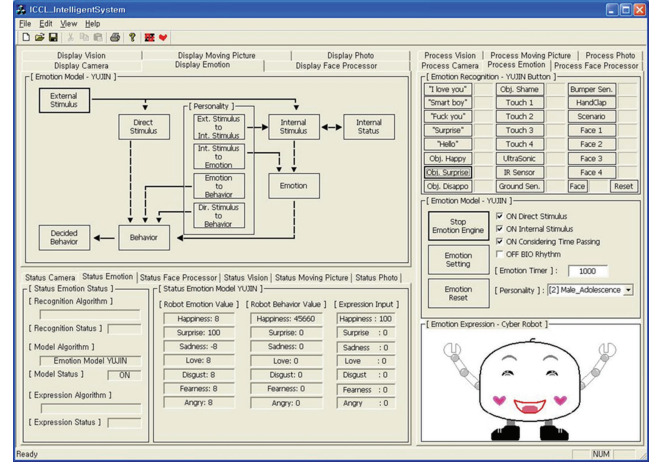 ICCL_IntelligentSystem
File Edit View Help
Display Vision Display Moving Picture Display Photo
Display Camera Display Emotion Display Face Processor
[ Emotion Model - YUJIN ]
External Stimulus
Direct Stimulus
[ Personality ]
Ext. Stimulus to Int. Stimulus
Int. Stimulus to Emotion
Emotion to Behavior
Dir. Stimulus to Behavior
Internal Stimulus
Internal Status
Emotion
Decided Behavior
Behavior
Status Camera Status Emotion Status Face Processor Status Vision Status Moving Picture Status Photo
[ Status Emotion Status ]
[ Recognition Algorithm ]
[ Recognition Status ]
[ Model Algorithm ]
Emotion Model YUJIN
[ Model Status ] ON
[ Expression Algorithm ]
[ Expression Status ]
[ Status Emotion Model YUJIN ]
[ Robot Emotion Value ] [ Robot Behavior Value ] [ Expression Input ]
Happiness: 8 Happiness: 45660 Happiness : 100
Surprise: 100 Surprise: 0 Surprise : 0
Sadness: -8 Sadness: 0 Sadness : 0
Love: 8 Love: 0 Love : 0
Disgust: 8 Disgust: 0 Disgust : 0
Fearness: 8 Fearness: 0 Fearness : 0
Angry: 8 Angry: 0 Angry : 0
Process Vision Process Moving Picture Process Photo
Process Camera Process Emotion Process Face Processor
[ Emotion Recognition - YUJIN Button ]
"I love you" Obj. Shame Bumper Sen.
"Smart boy" Touch 1 HandClap
"Fuck you" Touch 2 Scenario
"Surprise" Touch 3 Face 1
"Hello" Touch 4 Face 2
Obj. Happy UltraSonic Face 3
Obj. Surprise IR Sensor Face 4
Obj. Disappo Ground Sen. Face Reset
[ Emotion Model - YUJIN ]
Stop Emotion Engine
Emotion Setting
Emotion Reset
ON Direct Stimulus
ON Internal Stimulus
ON Considering Time Passing
OFF BIO Rhythm
[ Emotion Timer ] : 1000
[ Personality ] : [2] Male_Adolescence
[ Emotion Expression - Cyber Robot ]
Ready NUM